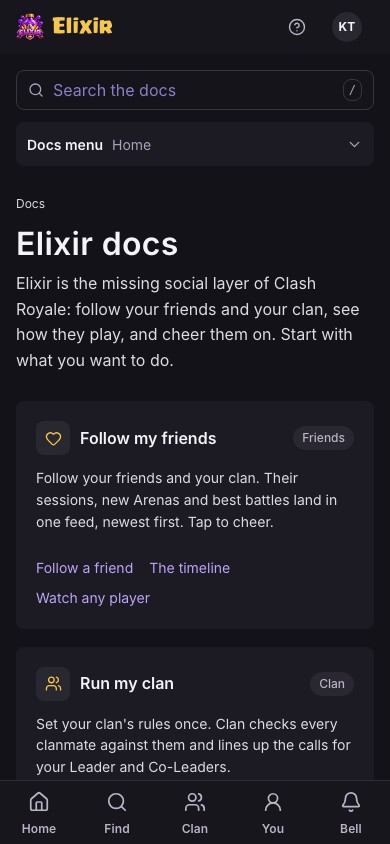 Elixir
KT
Search the docs
/
Docs menu Home
Docs
Elixir docs
Elixir is the missing social layer of Clash
Royale: follow your friends and your clan, see
how they play, and cheer them on. Start with
what you want to do.
Follow my friends
Friends
Follow your friends and your clan. Their
sessions, new Arenas and best battles land in
one feed, newest first. Tap to cheer.
Follow a friend The timeline
Watch any player
Run my clan
Clan
Set your clan's rules once. Clan checks every
clanmate against them and lines up the calls for
your Leader and Co-Leaders.
Home Find Clan You Bell